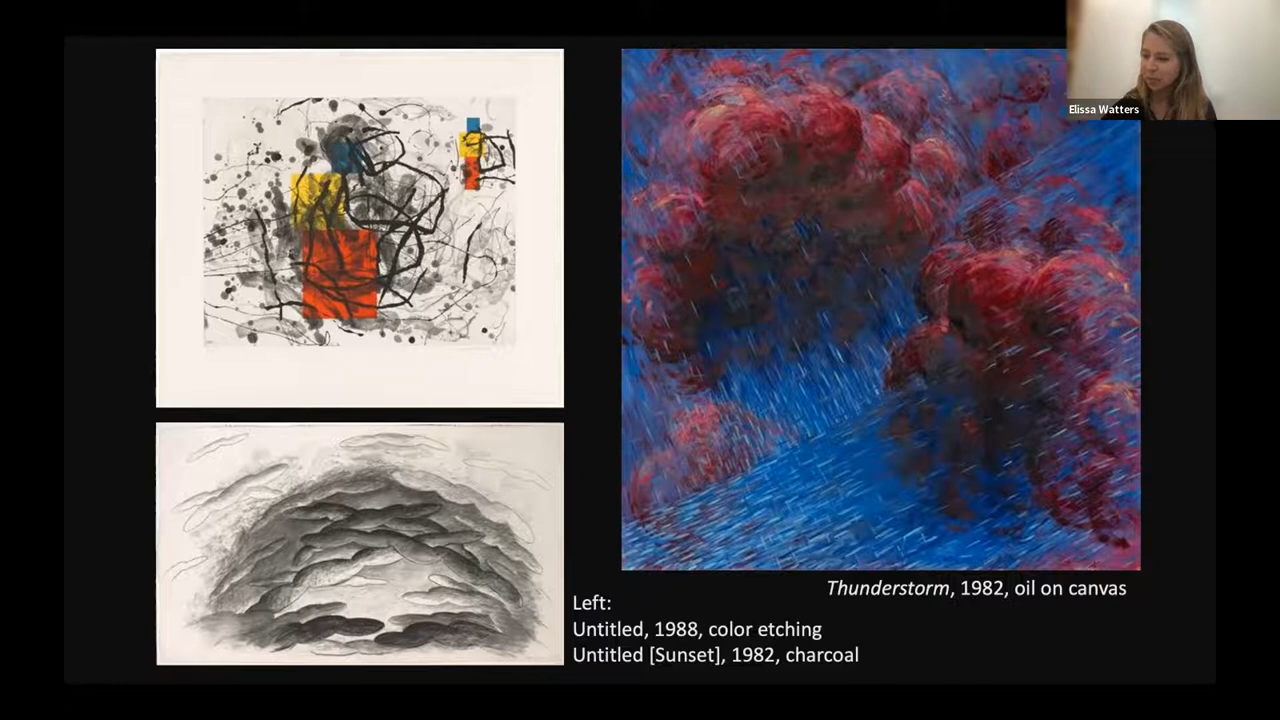 Elissa Watters
Thunderstorm, 1982, oil on canvas
Left:
Untitled, 1988, color etching
Untitled [Sunset], 1982, charcoal